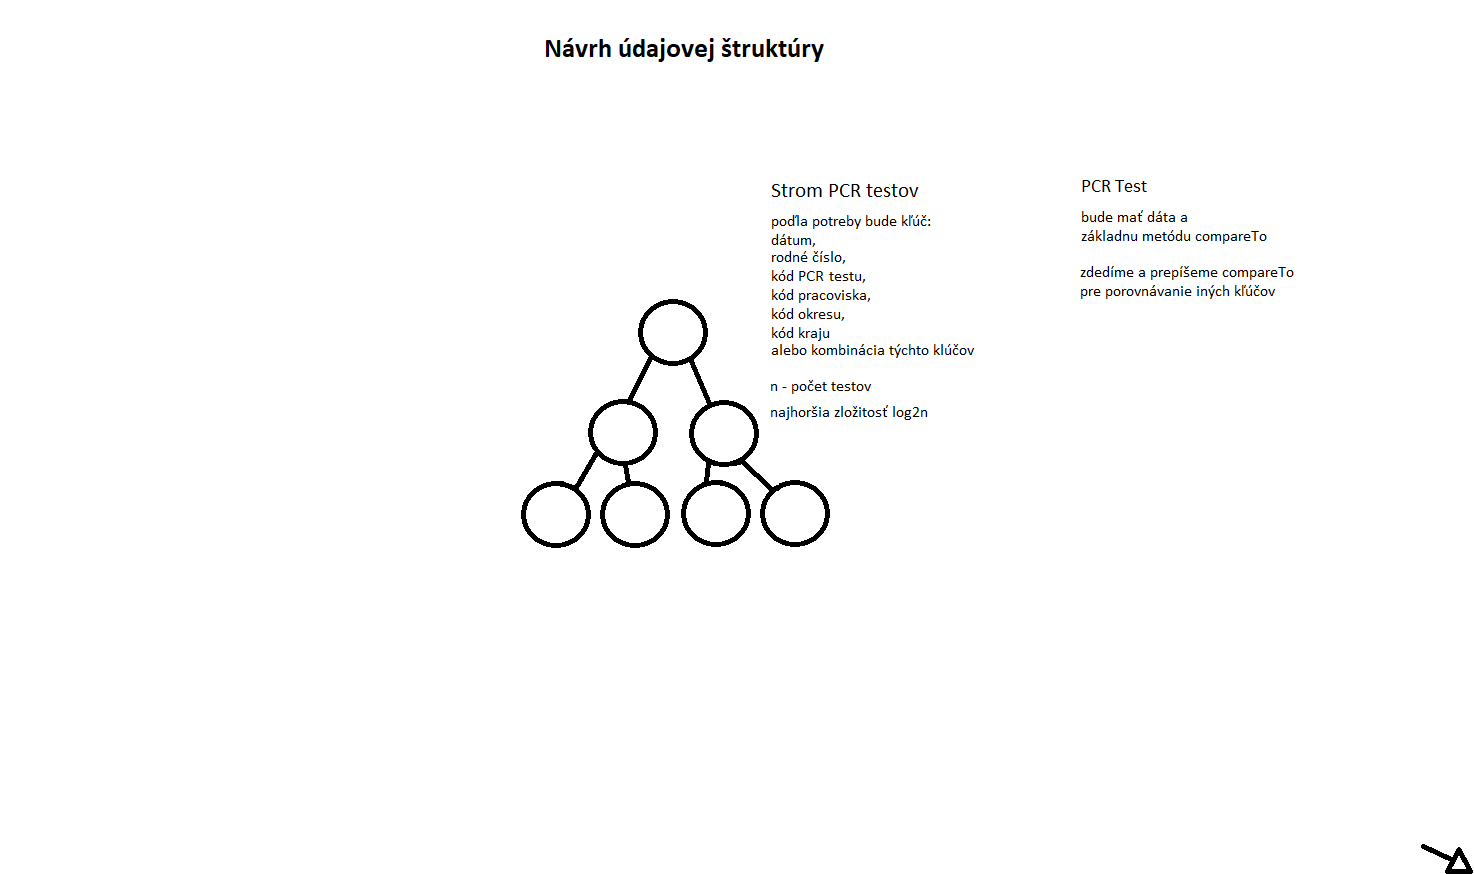 Návrh údajovej štruktúry
Strom PCR testov
podľa potreby bude kľúč:
dátum,
rodné číslo,
kód PCR testu,
kód pracoviska,
kód okresu,
kód kraju
alebo kombinácia týchto klúčov
n - počet testov
najhoršia zložitosť log2n
PCR Test
bude mať dáta a
základnu metódu compareTo
zdedíme a prepíšeme compareTo
pre porovnávanie iných kľúčov